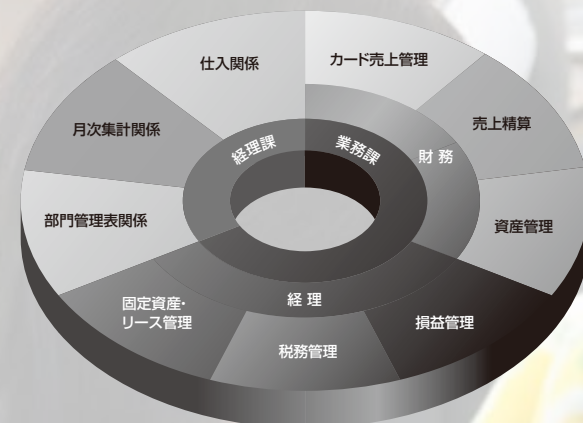 仕入関係
カード売上管理
月次集計関係
売上精算
経理課
業務課
財務
部門管理表関係
資産管理
固定資産・
リース管理
経理
損益管理
税務管理